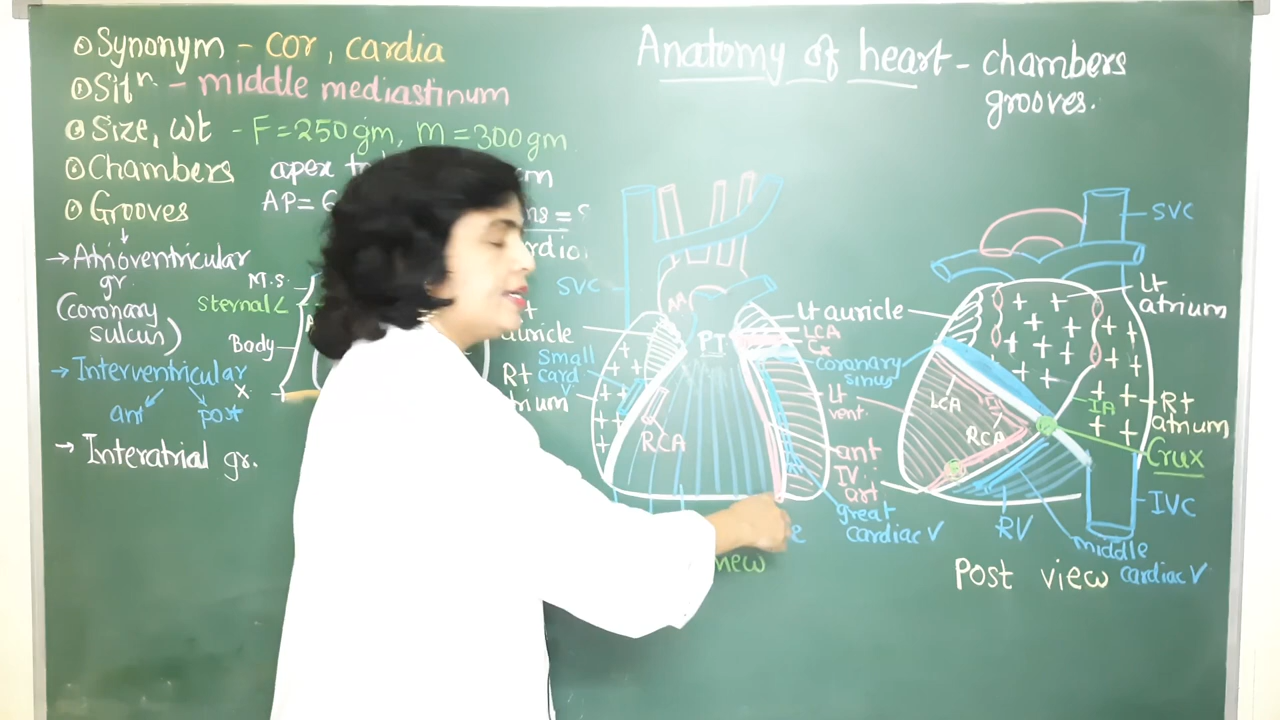 Synonym - cor, cardia
Sitⁿ - middle mediastinum
Size, wt - F = 250 gm, m = 300 gm
Chambers apex
AP= 6
Grooves
→ Atrioventricular
gr.
(coronary
sulcus)
→ Interventricular
ant post
→ Interatrial gr.
M.S.
sternal∠
Body
X
Anatomy of heart - chambers
grooves.
SVC
auricle
Small
card
V
Rt
RCA
AA
PT
Lt auricle
LCA
Cx
coronary
sinus
Lt
vent.
ant
IV
art.
great
cardiac V
SVC
Lt
atrium
LCA
RCA
IA
Rt
atrium
Crux
IVC
RV
middle
cardiac V
Post view